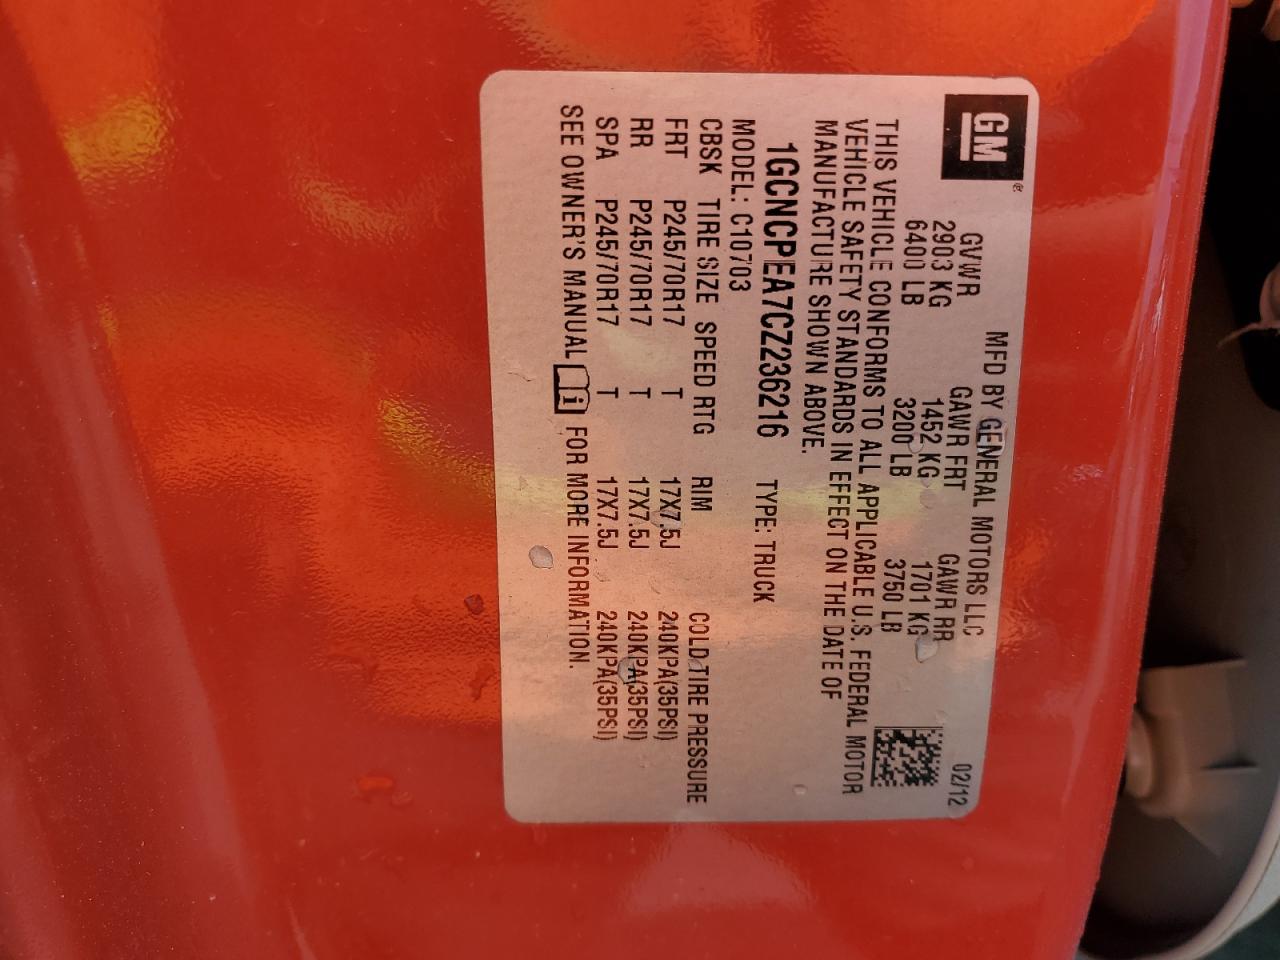 GM®
MFD BY GENERAL MOTORS LLC 02/12
GVWR GAWR FRT GAWR RR
2903 KG 1452 KG 1701 KG
6400 LB 3200 LB 3750 LB
THIS VEHICLE CONFORMS TO ALL APPLICABLE U.S. FEDERAL MOTOR
VEHICLE SAFETY STANDARDS IN EFFECT ON THE DATE OF
MANUFACTURE SHOWN ABOVE.
1GCNCPEA7CZ236216 TYPE: TRUCK
MODEL: C10703
CBSK TIRE SIZE SPEED RTG RIM COLD TIRE PRESSURE
FRT P245/70R17 T 17X7.5J 240KPA(35PSI)
RR P245/70R17 T 17X7.5J 240KPA(35PSI)
SPA P245/70R17 T 17X7.5J 240KPA(35PSI)
SEE OWNER'S MANUAL i FOR MORE INFORMATION.